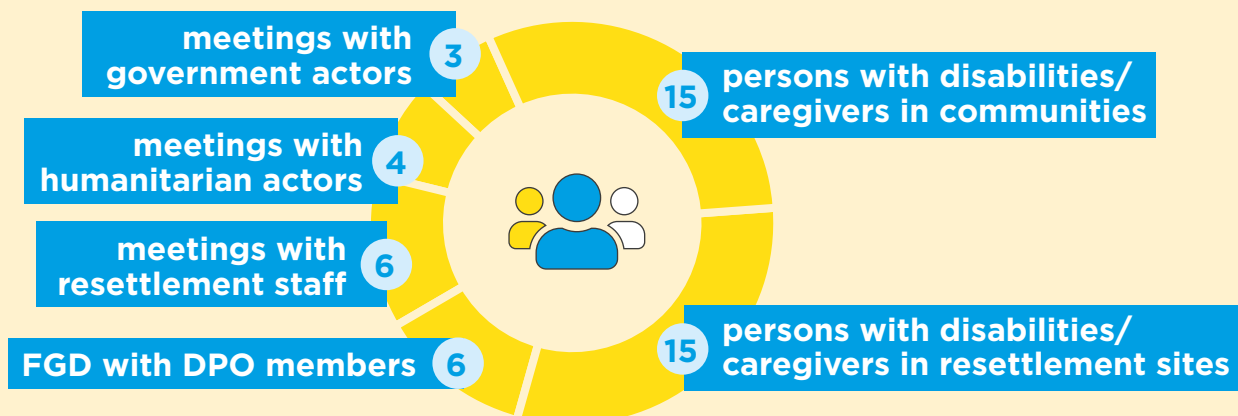 meetings with
government actors
3
15
persons with disabilities/
caregivers in communities
meetings with
humanitarian actors
4
meetings with
resettlement staff
6
FGD with DPO members
6
15
persons with disabilities/
caregivers in resettlement sites